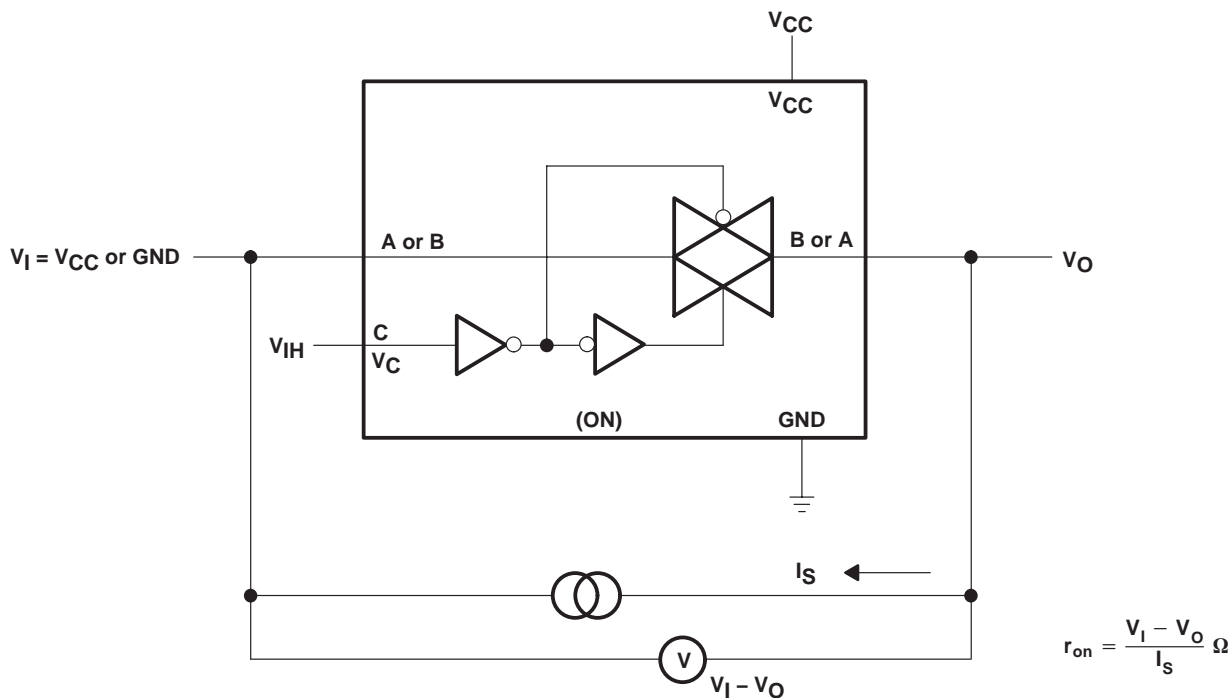 VCC
VCC
VI = VCC or GND
A or B
B or A
VO
VIH
C
VC
(ON)
GND
IS
V
VI – VO
ron = VI – VO / IS Ω